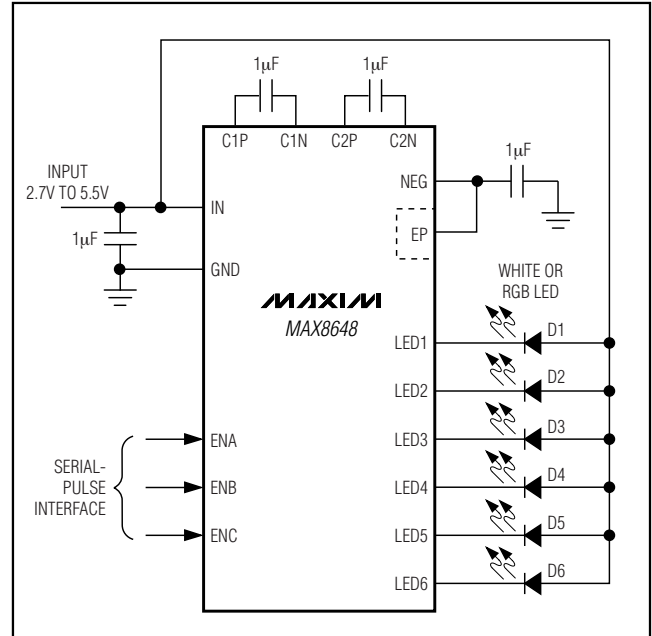 1μF
1μF
C1P
C1N
C2P
C2N
1μF
INPUT
2.7V TO 5.5V
IN
NEG
EP
1μF
GND
MAXIM
MAX8648
WHITE OR
RGB LED
LED1
D1
LED2
D2
LED3
D3
LED4
D4
LED5
D5
LED6
D6
SERIAL-
PULSE
INTERFACE
ENA
ENB
ENC